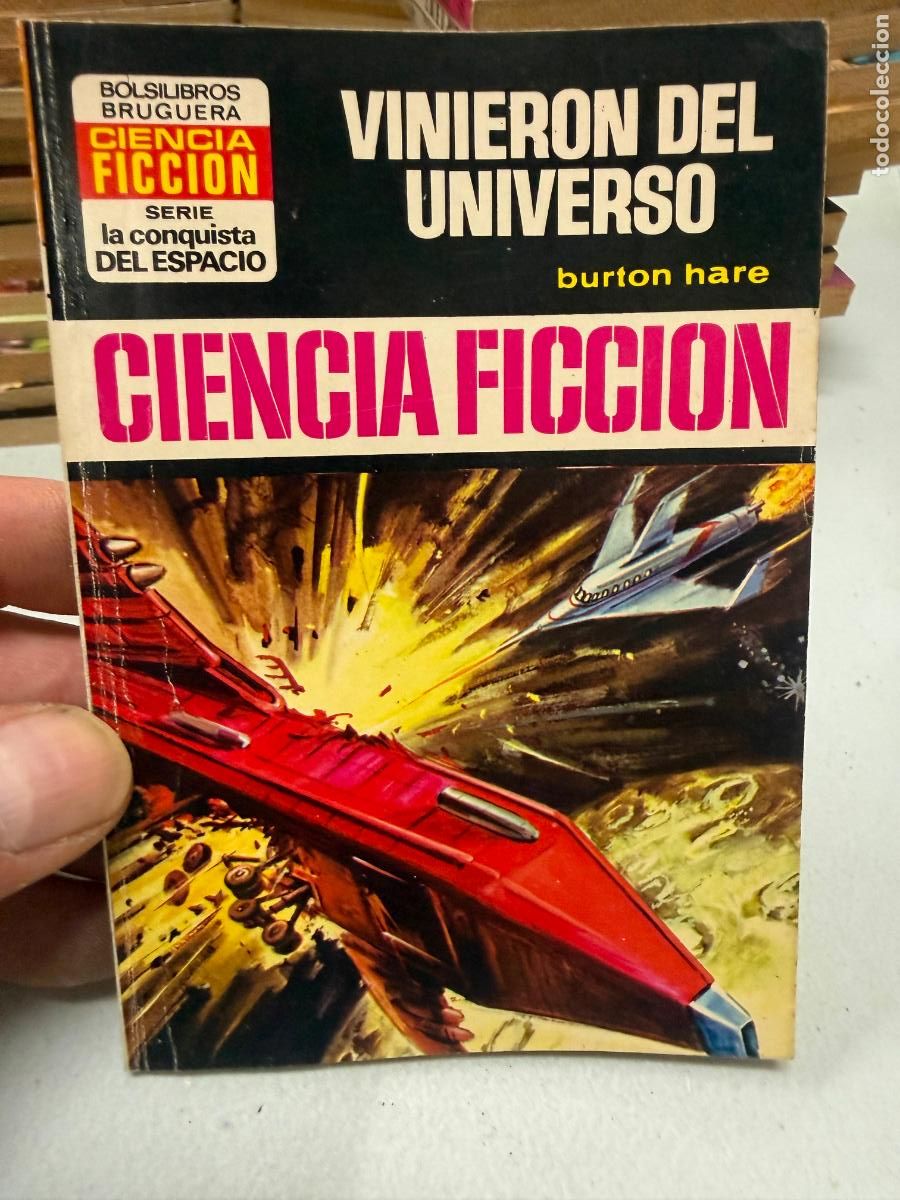 BOLSILIBROS
BRUGUERA
CIENCIA
FICCION
SERIE
la conquista
DEL ESPACIO
VINIERON DEL
UNIVERSO
burton hare
CIENCIA FICCION
todocoleccion